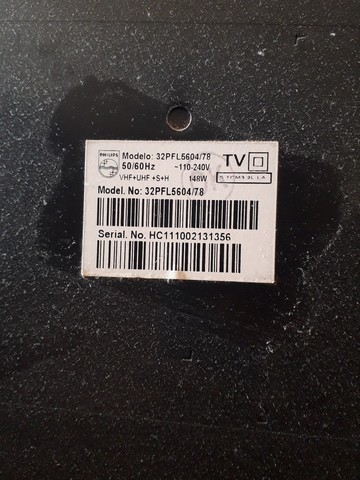 PHILIPS
Modelo: 32PFL5604/78
TV
50/60Hz ~110-240V
VHF+UHF+S+H 148W
Model. No: 32PFL5604/78
Serial. No. HC111002131356